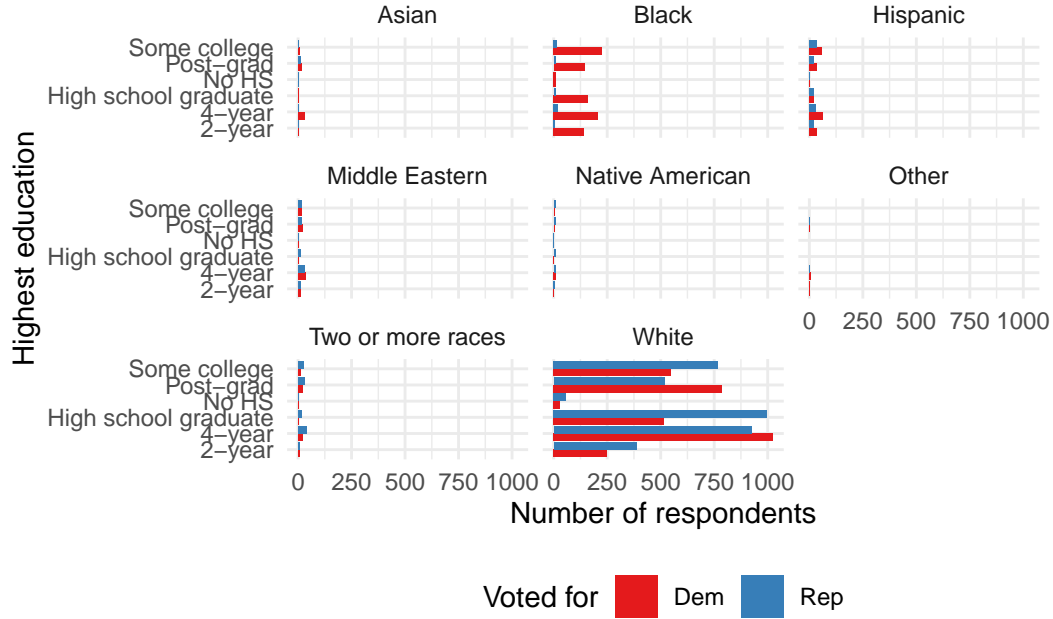 Asian
Black
Hispanic
Some college
Post−grad
No HS
High school graduate
4−year
2−year
Middle Eastern
Native American
Other
Some college
Post−grad
No HS
High school graduate
4−year
2−year
0 250 500 750 1000
Two or more races
White
Some college
Post−grad
No HS
High school graduate
4−year
2−year
0 250 500 750 1000
0 250 500 750 1000
Highest education
Number of respondents
Voted for
Dem
Rep